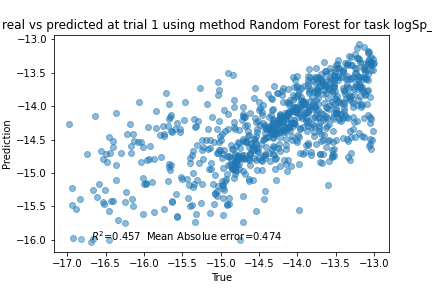 real vs predicted at trial 1 using method Random Forest for task logSp_
-13.0
-13.5
-14.0
-14.5
-15.0
-15.5
-16.0
Prediction
R²=0.457 Mean Absolue error=0.474
-17.0 -16.5 -16.0 -15.5 -15.0 -14.5 -14.0 -13.5 -13.0
True